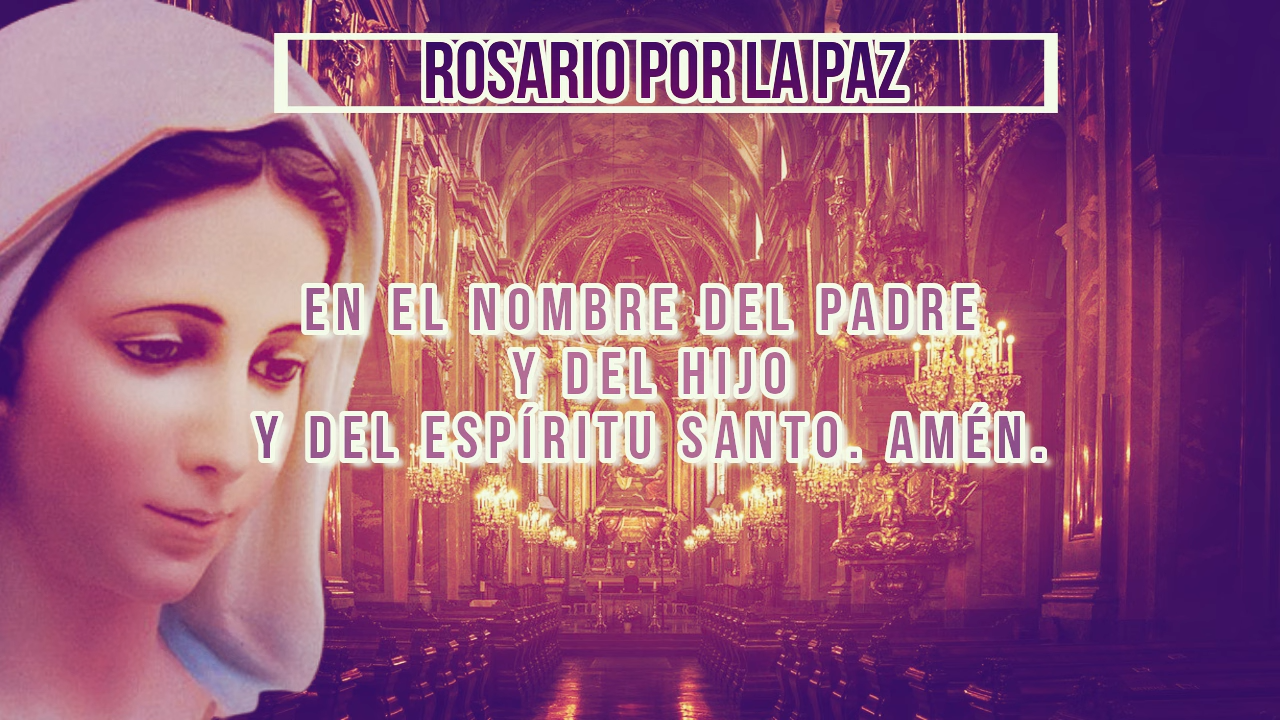 ROSARIO POR LA PAZ
EN EL NOMBRE DEL PADRE
Y DEL HIJO
Y DEL ESPÍRITU SANTO. AMÉN.